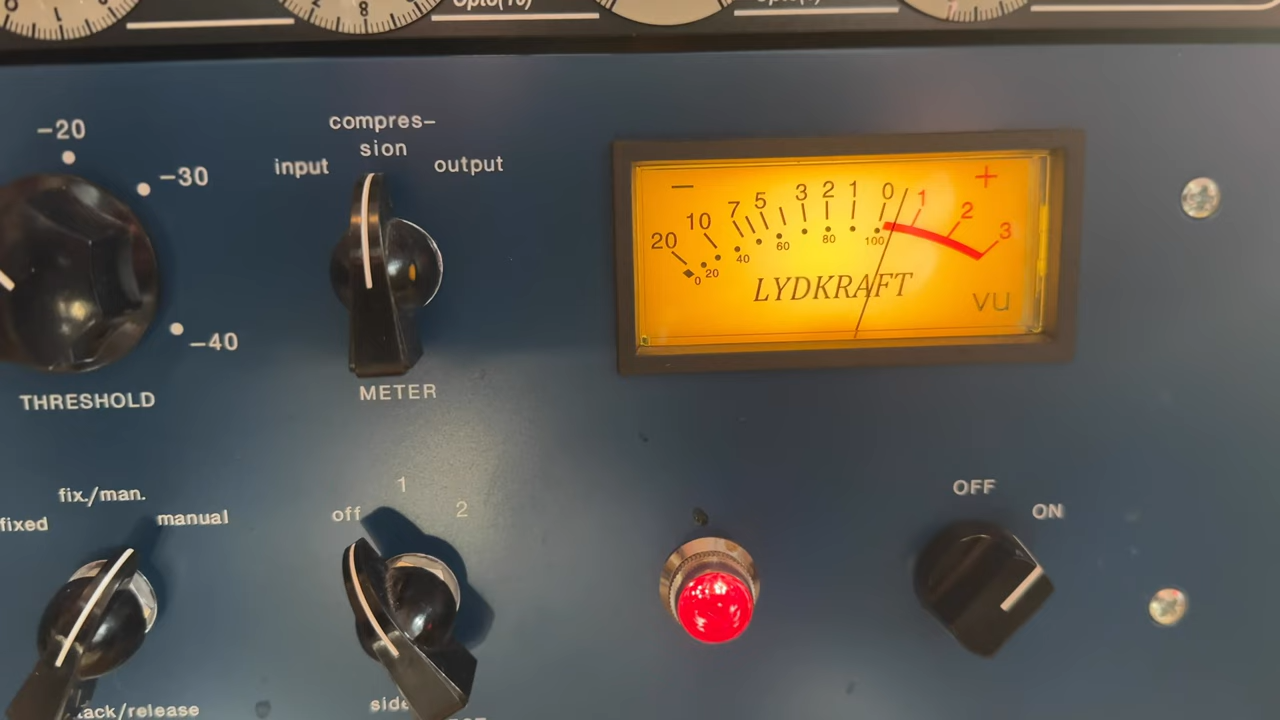 Opto(10)
8
-20
-30
-40
THRESHOLD
compres-
sion
input
output
METER
- 20 10 7 5 3 2 1 0 1 2 3 +
0 20 40 60 80 100
LYDKRAFT
VU
fix./man.
fixed
manual
off
1
2
OFF
ON